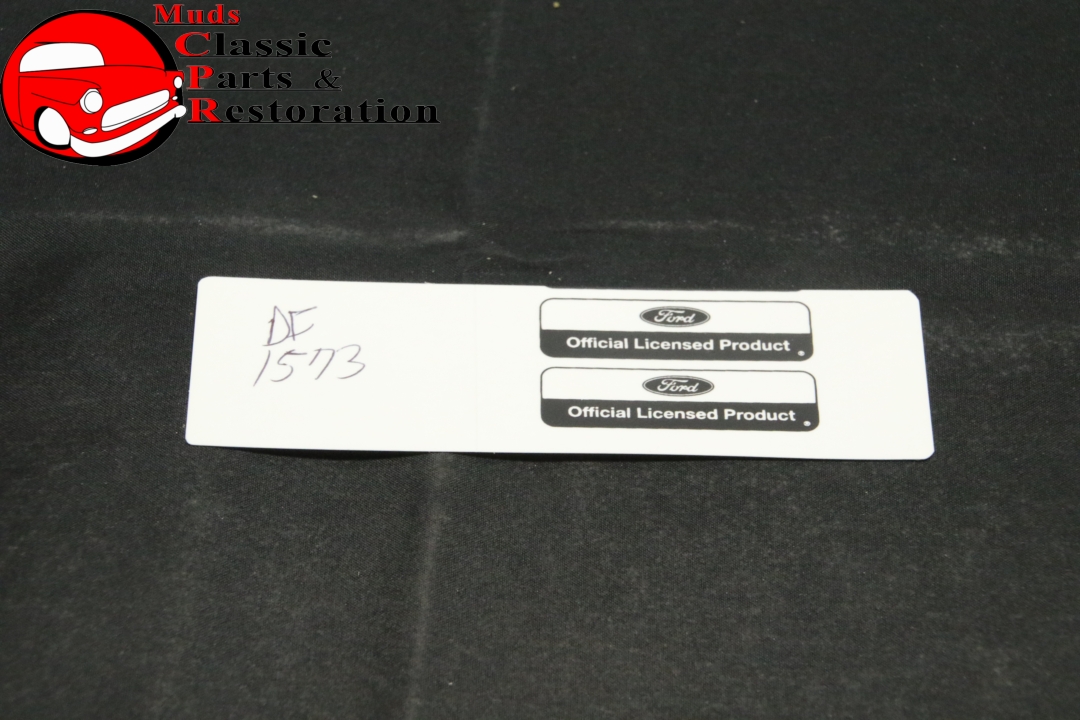 Muds
Classic
Parts &
Restoration
DF
1573
Ford
Official Licensed Product
Ford
Official Licensed Product